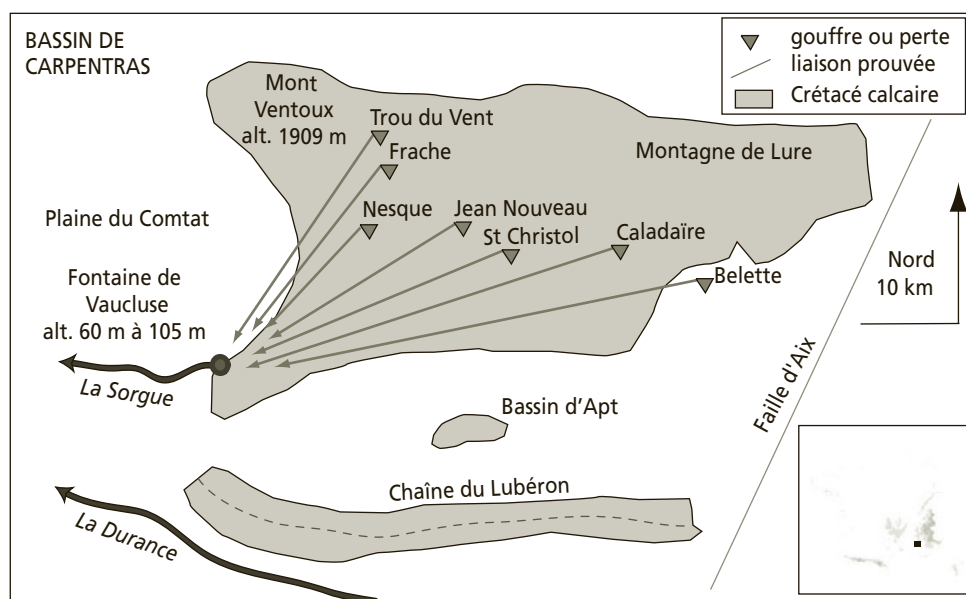 BASSIN DE
CARPENTRAS
gouffre ou perte
liaison prouvée
Crétacé calcaire
Mont
Ventoux
alt. 1909 m
Trou du Vent
Frache
Montagne de Lure
Plaine du Comtat
Nesque
Jean Nouveau
St Christol
Caladaïre
Belette
Nord
10 km
Fontaine de
Vaucluse
alt. 60 m à 105 m
La Sorgue
Bassin d'Apt
Faille d'Aix
Chaîne du Lubéron
La Durance